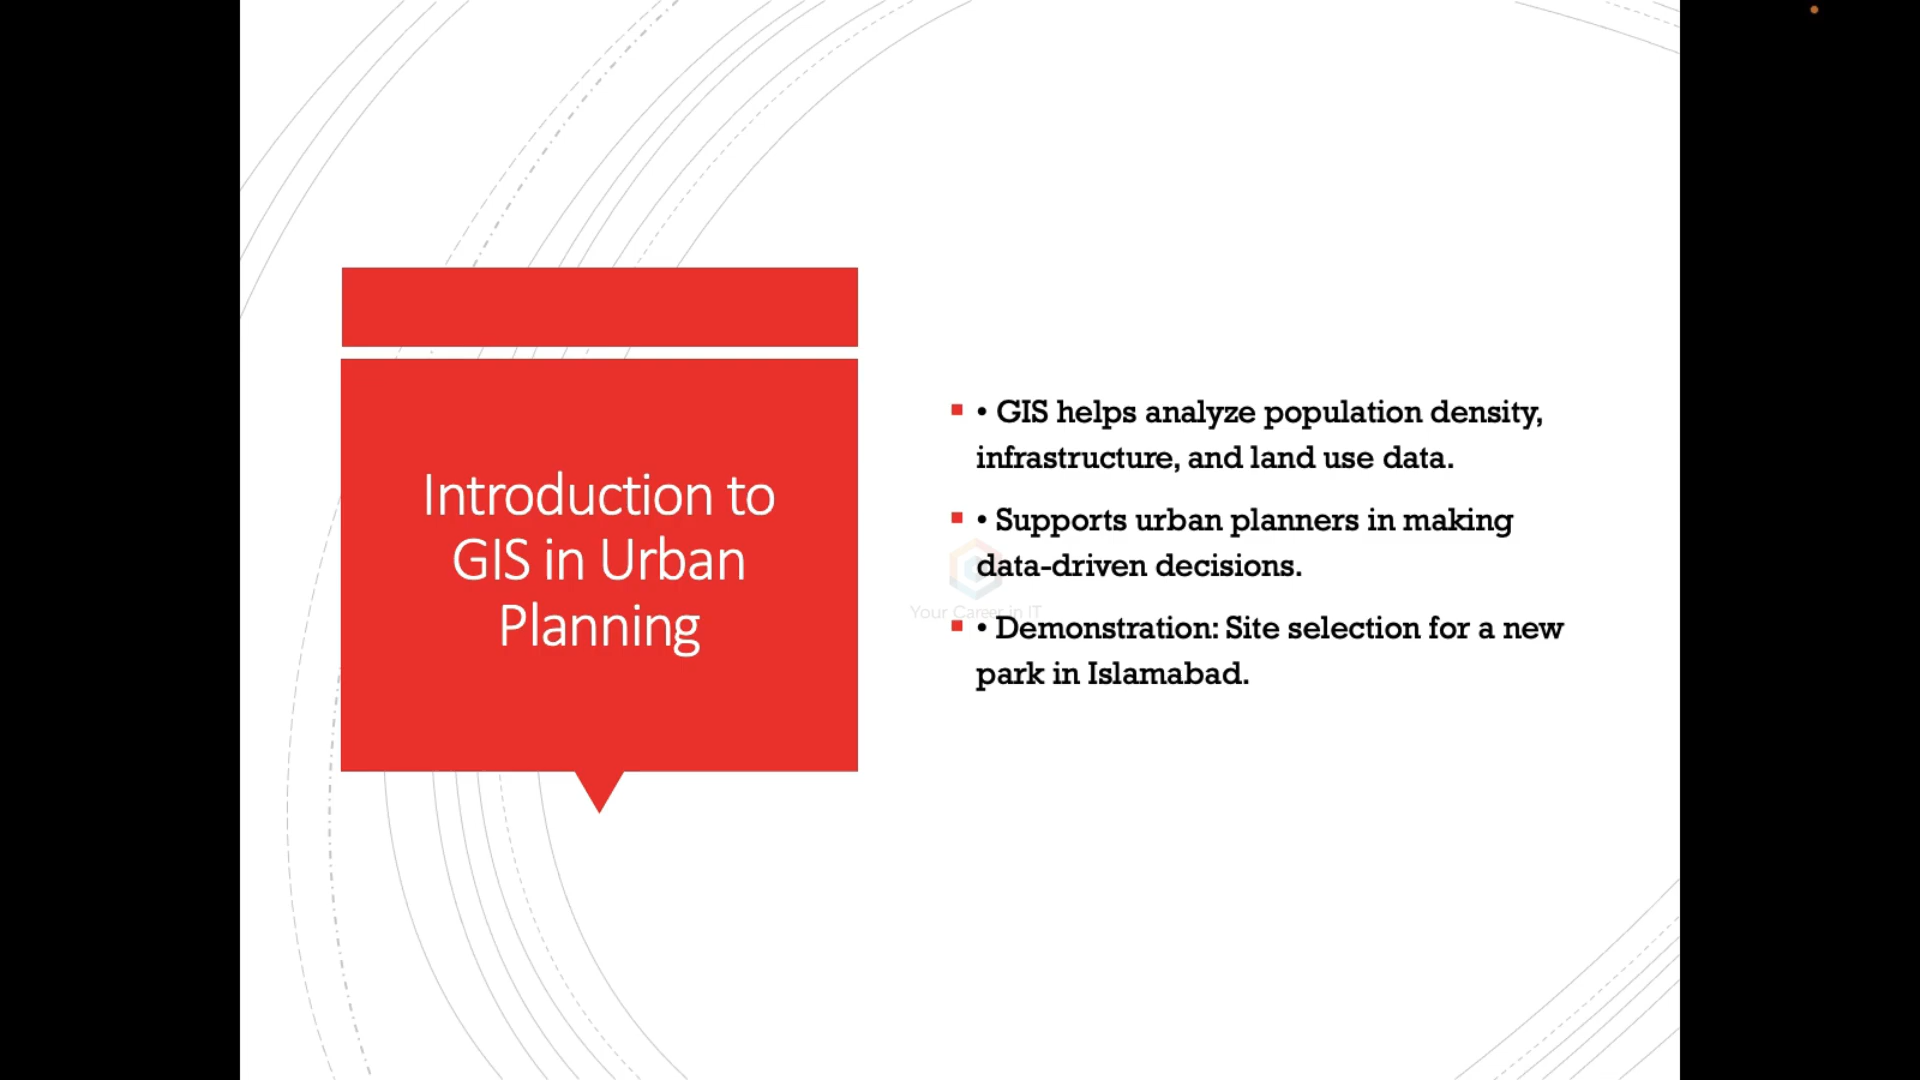 Introduction to
GIS in Urban
Planning
• GIS helps analyze population density,
infrastructure, and land use data.
• Supports urban planners in making
data-driven decisions.
Your Career in IT
• Demonstration: Site selection for a new
park in Islamabad.